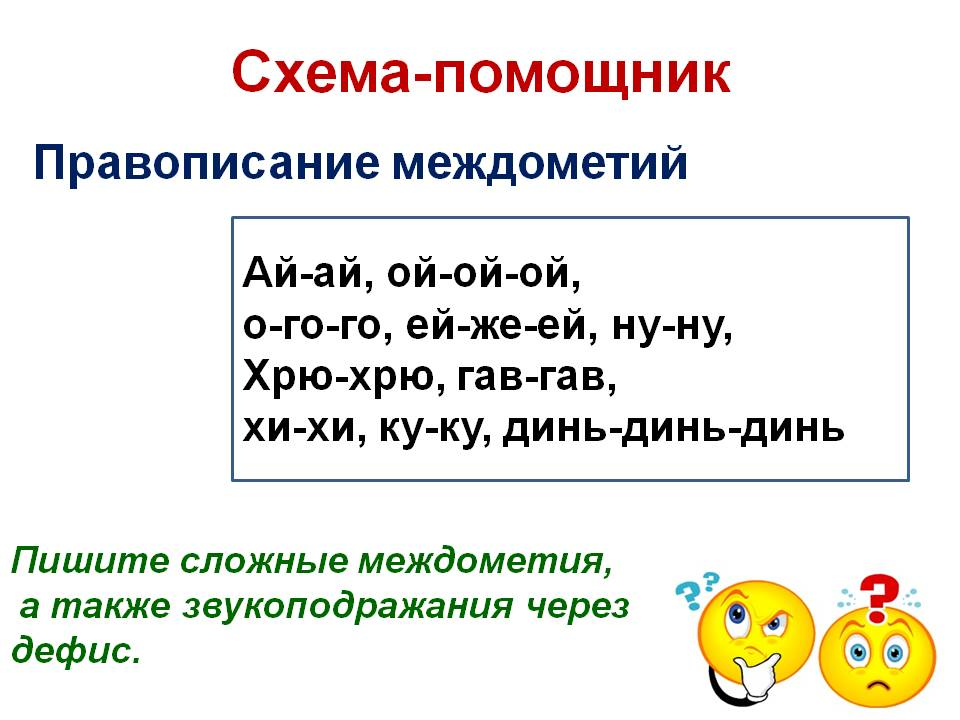 Схема-помощник
Правописание междометий
Ай-ай, ой-ой-ой,
о-го-го, ей-же-ей, ну-ну,
Хрю-хрю, гав-гав,
хи-хи, ку-ку, динь-динь-динь
Пишите сложные междометия,
а также звукоподражания через
дефис.
??
?